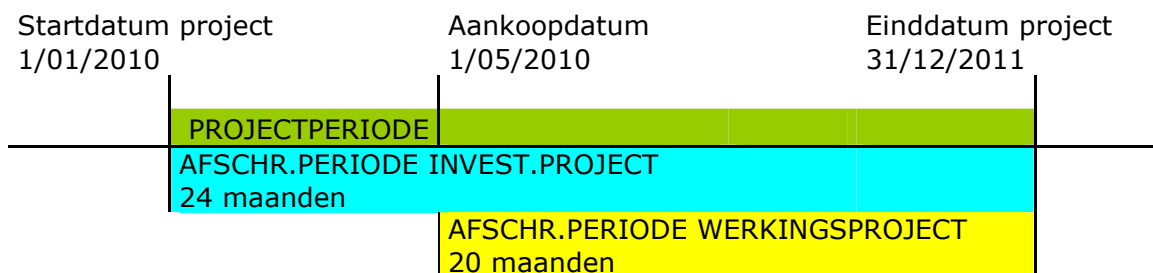 Startdatum project
1/01/2010
Aankoopdatum
1/05/2010
Einddatum project
31/12/2011
PROJECTPERIODE
AFSCHR.PERIODE INVEST.PROJECT
24 maanden
AFSCHR.PERIODE WERKINGSPROJECT
20 maanden